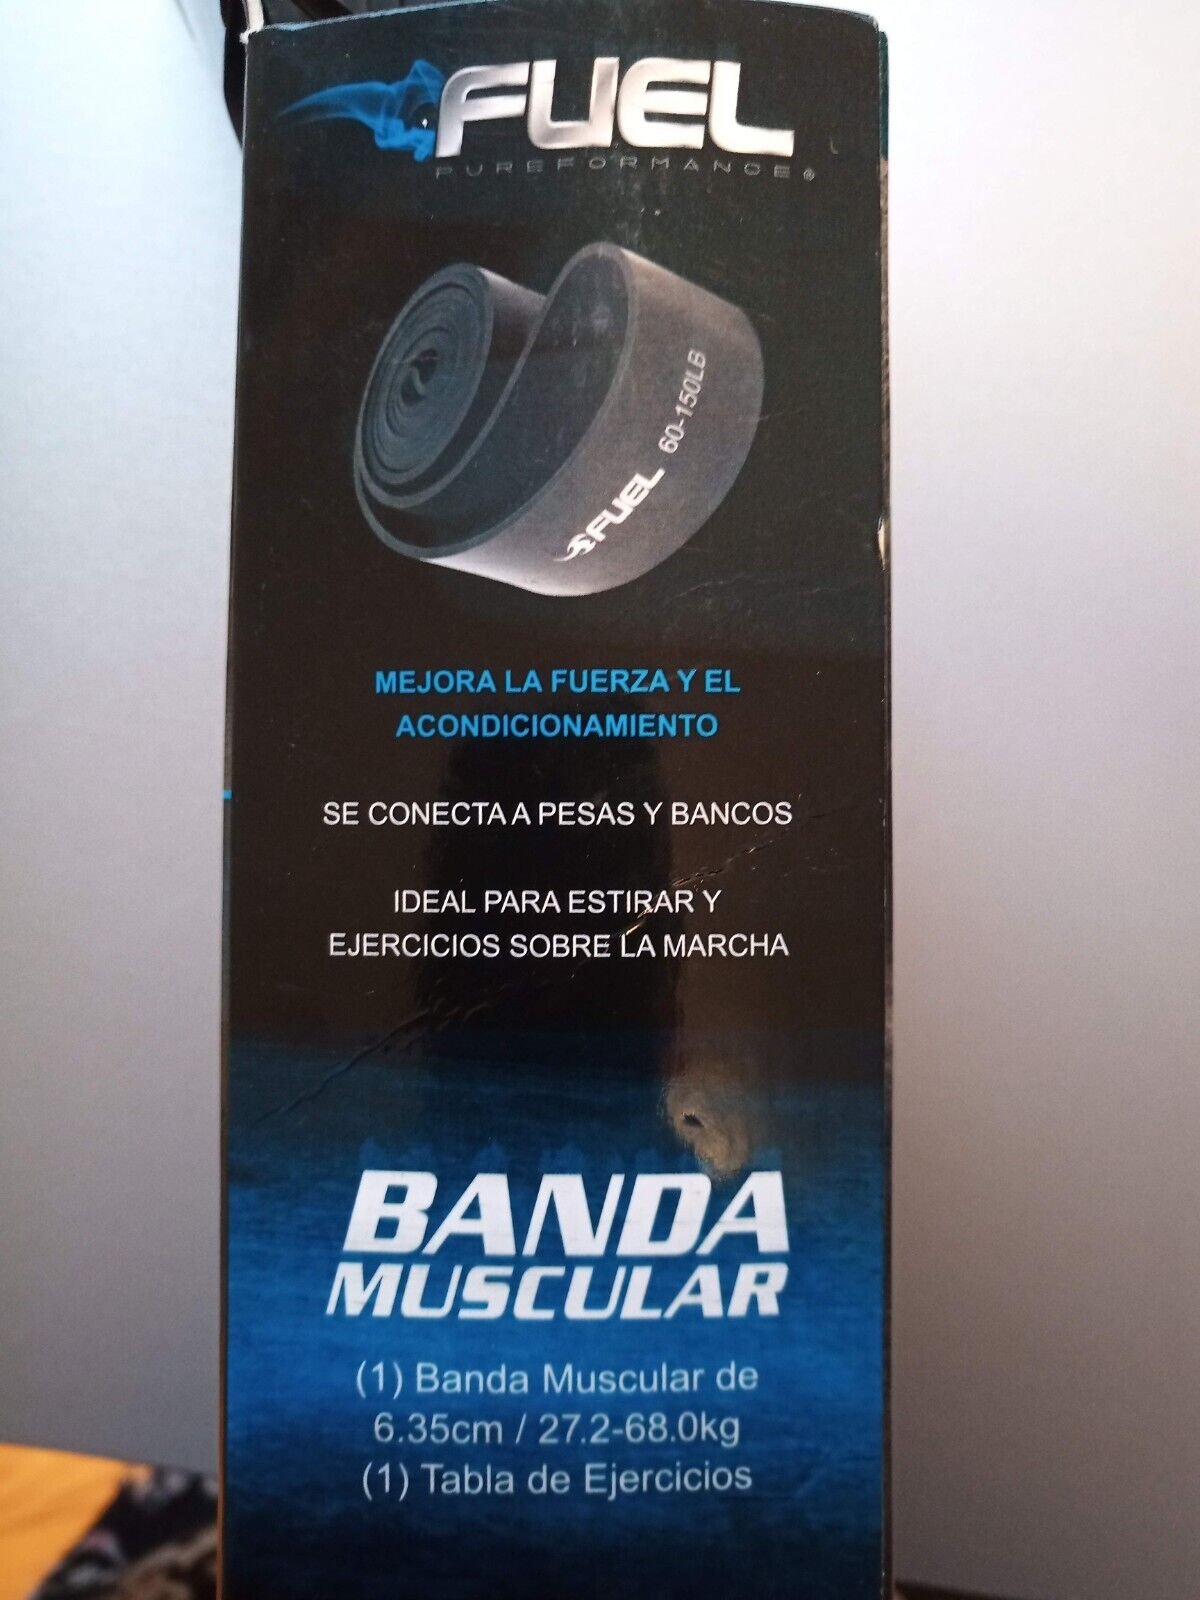 FUEL
PUREFORMANCE®
60-150LB
FUEL
MEJORA LA FUERZA Y EL
ACONDICIONAMIENTO
SE CONECTA A PESAS Y BANCOS
IDEAL PARA ESTIRAR Y
EJERCICIOS SOBRE LA MARCHA
BANDA
MUSCULAR
(1) Banda Muscular de
6.35cm / 27.2-68.0kg
(1) Tabla de Ejercicios